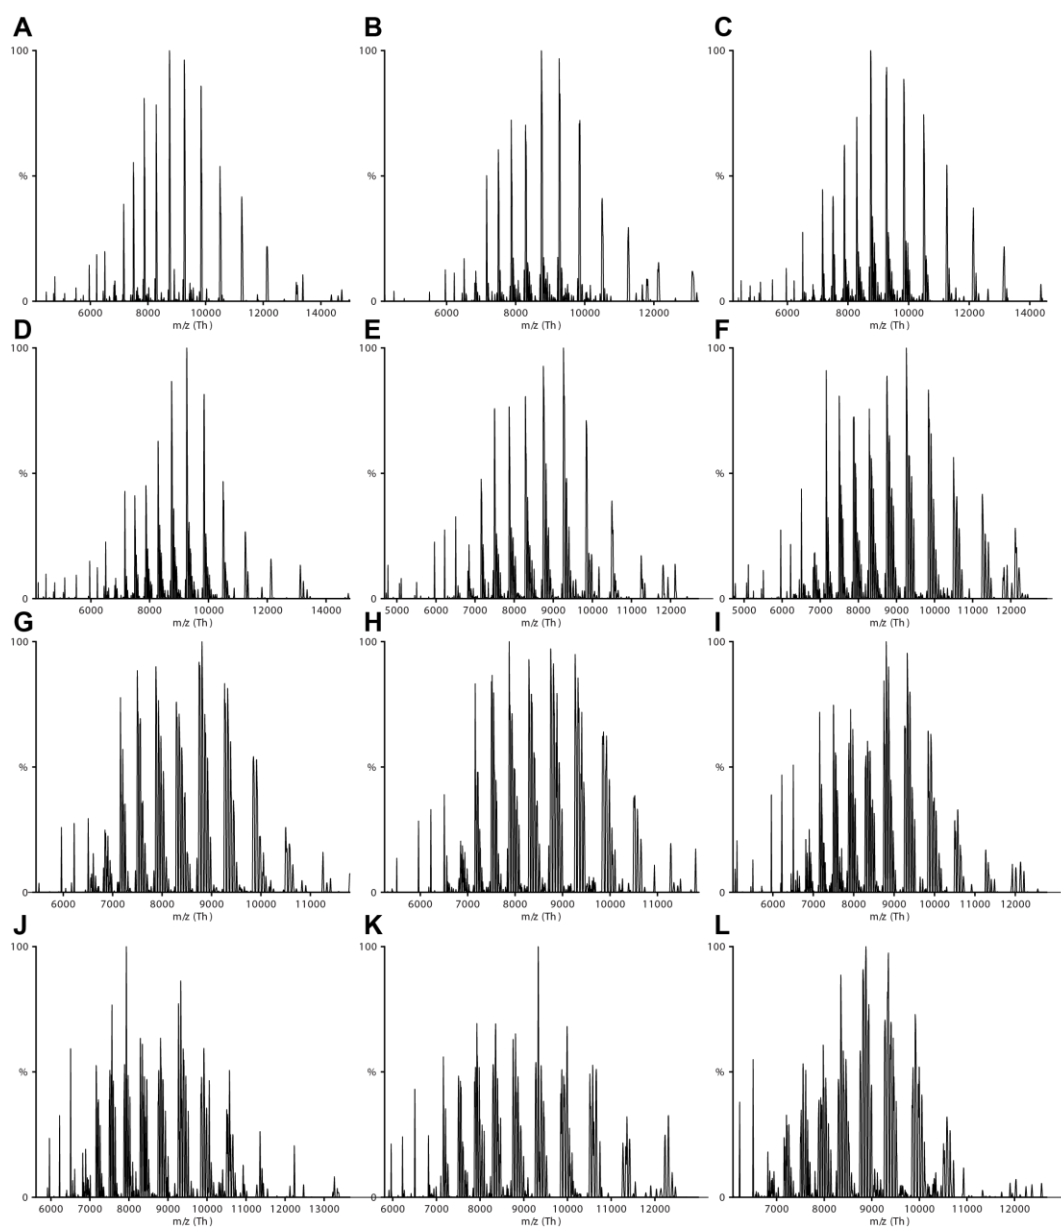 A B C
100 100 100
% % %
0 0 0
6000 8000 10000 12000 14000 6000 8000 10000 12000 6000 8000 10000 12000 14000
m/z (Th) m/z (Th) m/z (Th)
D E F
100 100 100
% % %
0 0 0
6000 8000 10000 12000 14000 5000 6000 7000 8000 9000 10000 11000 12000 5000 6000 7000 8000 9000 10000 11000 12000
m/z (Th) m/z (Th) m/z (Th)
G H I
100 100 100
% % %
0 0 0
6000 7000 8000 9000 10000 11000 6000 7000 8000 9000 10000 11000 6000 7000 8000 9000 10000 11000 12000
m/z (Th) m/z (Th) m/z (Th)
J K L
100 100 100
% % %
0 0 0
6000 7000 8000 9000 10000 11000 12000 13000 6000 7000 8000 9000 10000 11000 12000 7000 8000 9000 10000 11000 12000
m/z (Th) m/z (Th) m/z (Th)